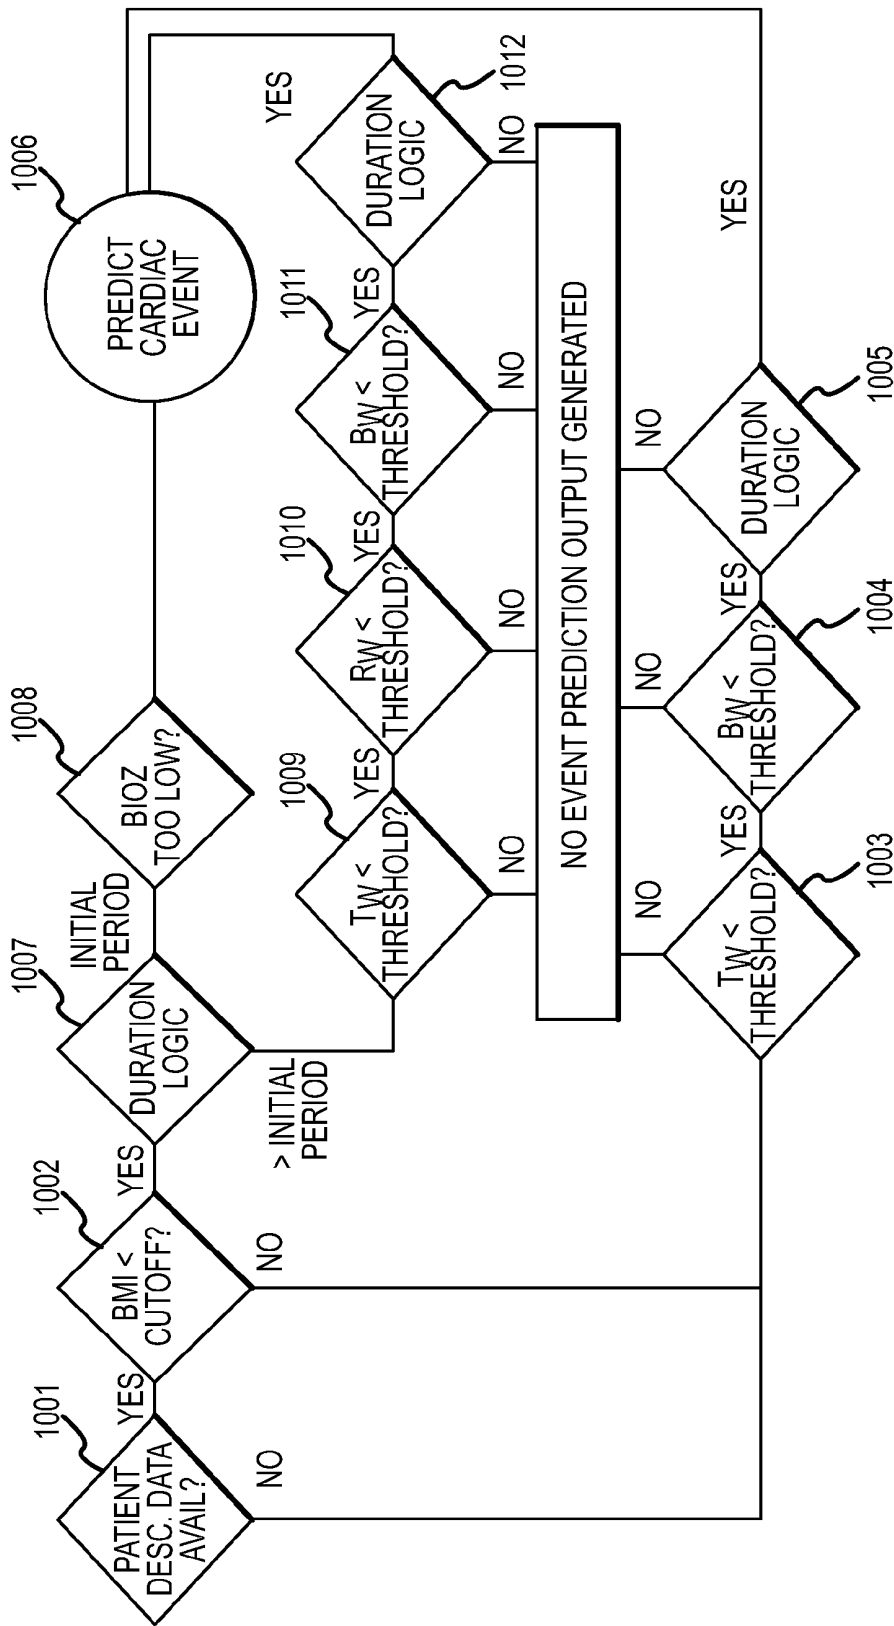 1001
PATIENT
DESC. DATA
AVAIL?
YES
NO
1002
BMI <
CUTOFF?
YES
NO
1007
DURATION
LOGIC
INITIAL
PERIOD
> INITIAL
PERIOD
1008
BIOZ
TOO LOW?
1006
PREDICT
CARDIAC
EVENT
1009
TW <
THRESHOLD?
YES
NO
1010
RW <
THRESHOLD?
YES
NO
1011
BW <
THRESHOLD?
YES
NO
1012
DURATION
LOGIC
YES
NO
NO EVENT PREDICTION OUTPUT GENERATED
1003
TW <
THRESHOLD?
YES
NO
1004
BW <
THRESHOLD?
YES
NO
1005
DURATION
LOGIC
NO
YES